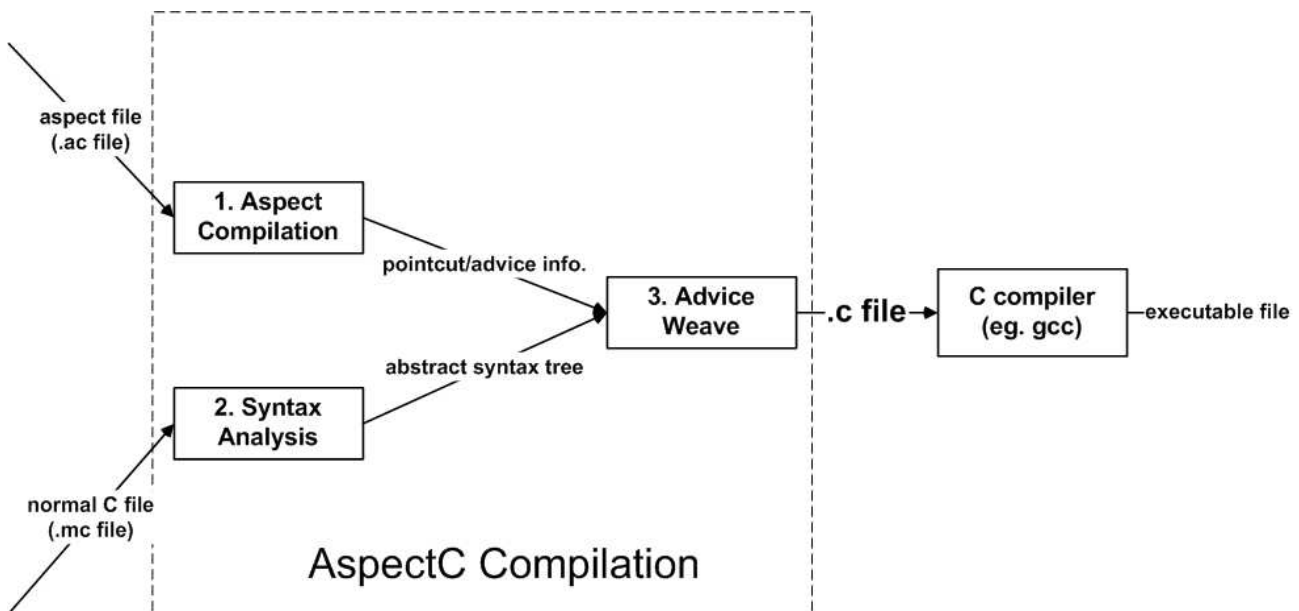 aspect file
(.ac file)
1. Aspect
Compilation
pointcut/advice info.
3. Advice
Weave
.c file
C compiler
(eg. gcc)
executable file
abstract syntax tree
2. Syntax
Analysis
normal C file
(.mc file)
AspectC Compilation